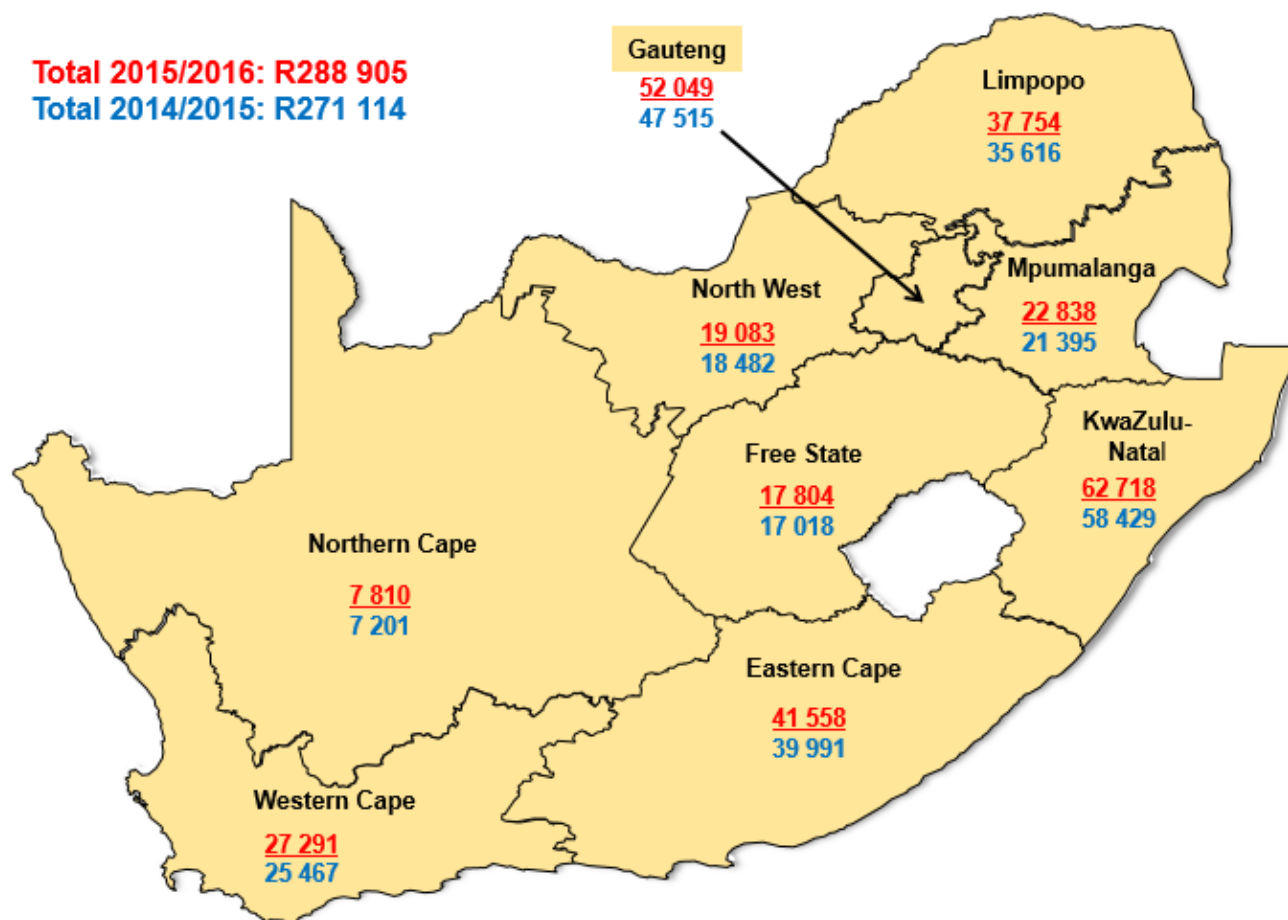 Total 2015/2016: R288 905
Total 2014/2015: R271 114
Gauteng
52 049
47 515
Limpopo
37 754
35 616
Mpumalanga
22 838
21 395
North West
19 083
18 482
KwaZulu-
Natal
62 718
58 429
Free State
17 804
17 018
Northern Cape
7 810
7 201
Eastern Cape
41 558
39 991
Western Cape
27 291
25 467